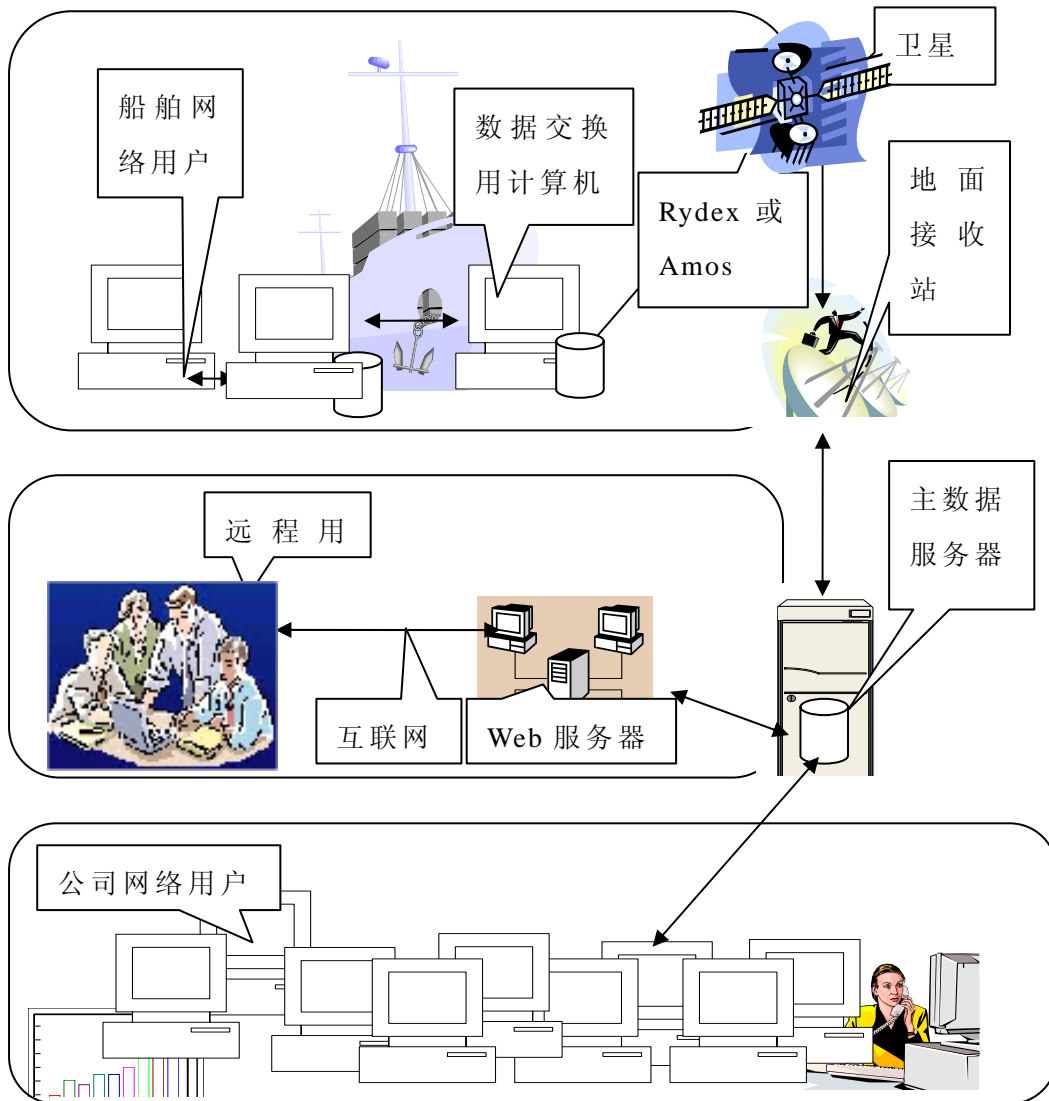 卫星
船舶网
络用户
数据交换
用计算机
地面
接收
站
Rydex 或
Amos
主数据
服务器
远程用
互联网
Web 服务器
公司网络用户